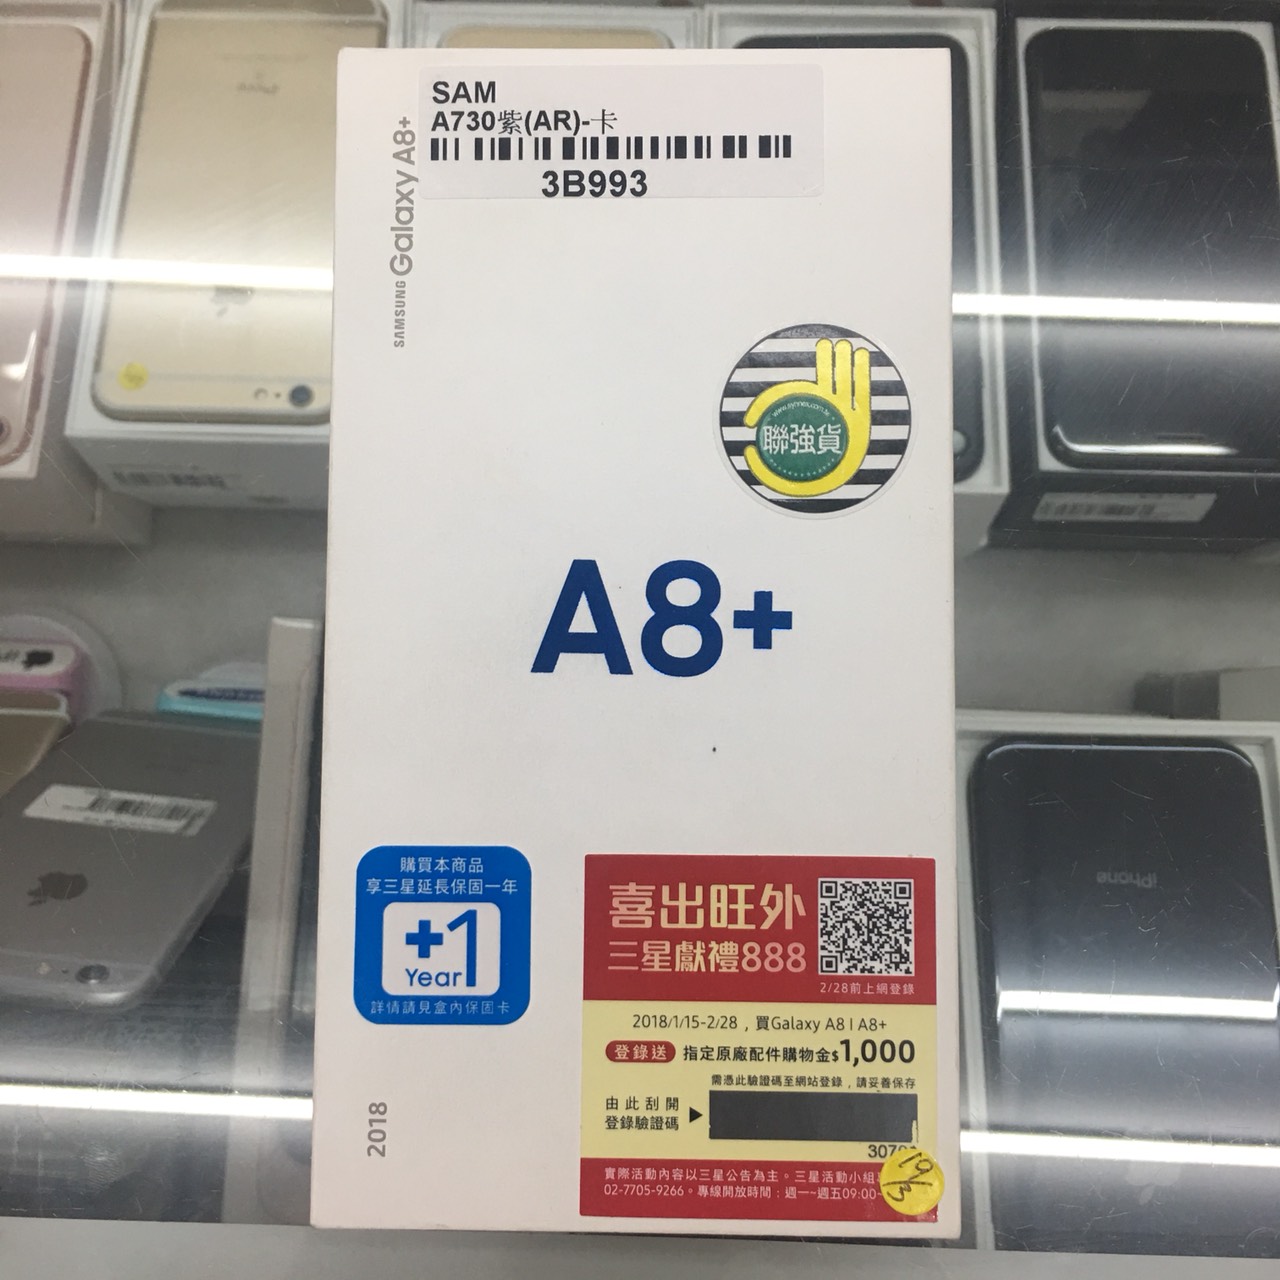 SAM
A730紫(AR)-卡
3B993
SAMSUNG Galaxy A8+
www.synnex.com.tw
聯強貨
A8+
購買本商品
享三星延長保固一年
+1
Year
詳情請見盒內保固卡
喜出旺外
三星獻禮888
2/28前上網登錄
2018/1/15-2/28，買Galaxy A8 | A8+
登錄送 指定原廠配件購物金$1,000
需憑此驗證碼至網站登錄，請妥善保存
由此刮開
登錄驗證碼
3070
實際活動內容以三星公告為主。三星活動小組
02-7705-9266。專線開放時間：週一~週五09:00-
19/3
2018
iPhone